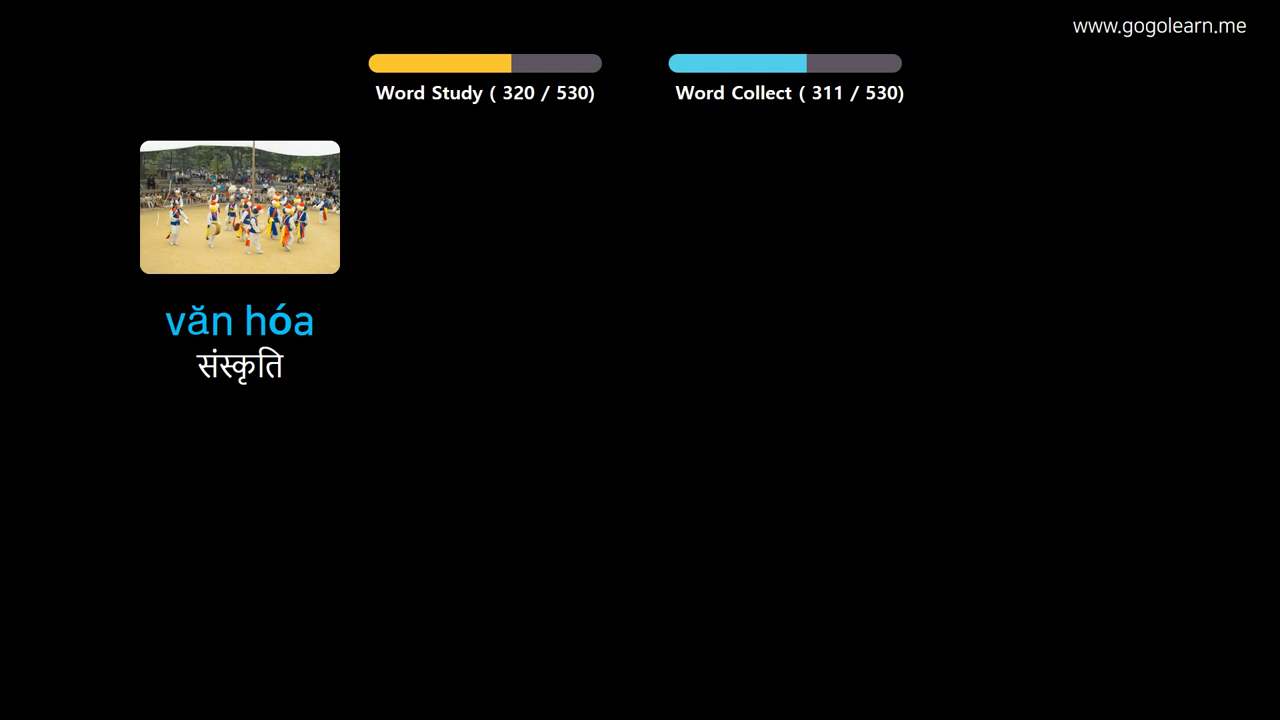 www.gogolearn.me
Word Study ( 320 / 530)
Word Collect ( 311 / 530)
văn hóa
संस्कृति